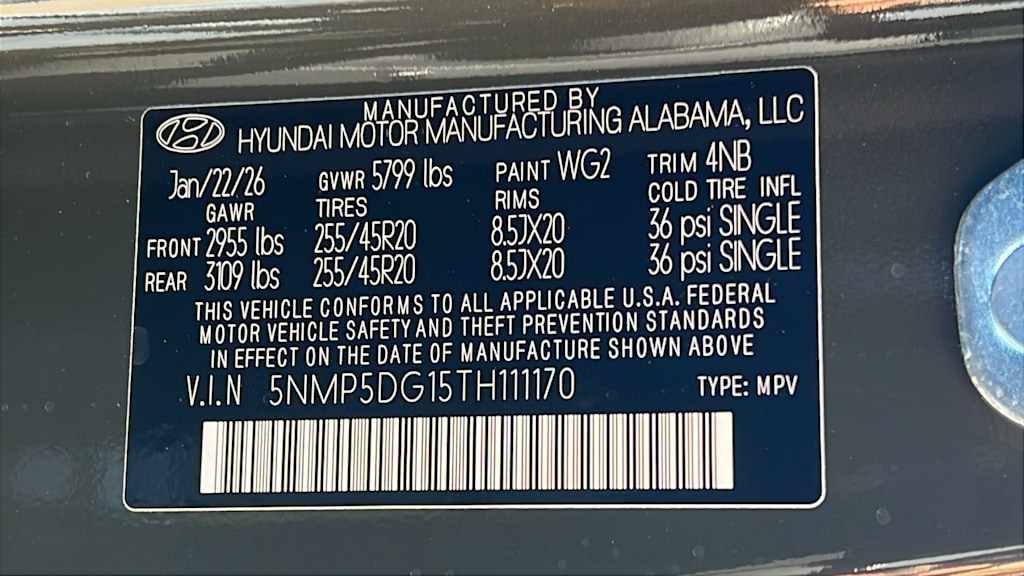 MANUFACTURED BY
HYUNDAI MOTOR MANUFACTURING ALABAMA, LLC
Jan/22/26 GVWR 5799 lbs PAINT WG2 TRIM 4NB
GAWR TIRES RIMS COLD TIRE INFL
FRONT 2955 lbs 255/45R20 8.5JX20 36 psi SINGLE
REAR 3109 lbs 255/45R20 8.5JX20 36 psi SINGLE
THIS VEHICLE CONFORMS TO ALL APPLICABLE U.S.A. FEDERAL
MOTOR VEHICLE SAFETY AND THEFT PREVENTION STANDARDS
IN EFFECT ON THE DATE OF MANUFACTURE SHOWN ABOVE
V.I.N 5NMP5DG15TH111170 TYPE: MPV